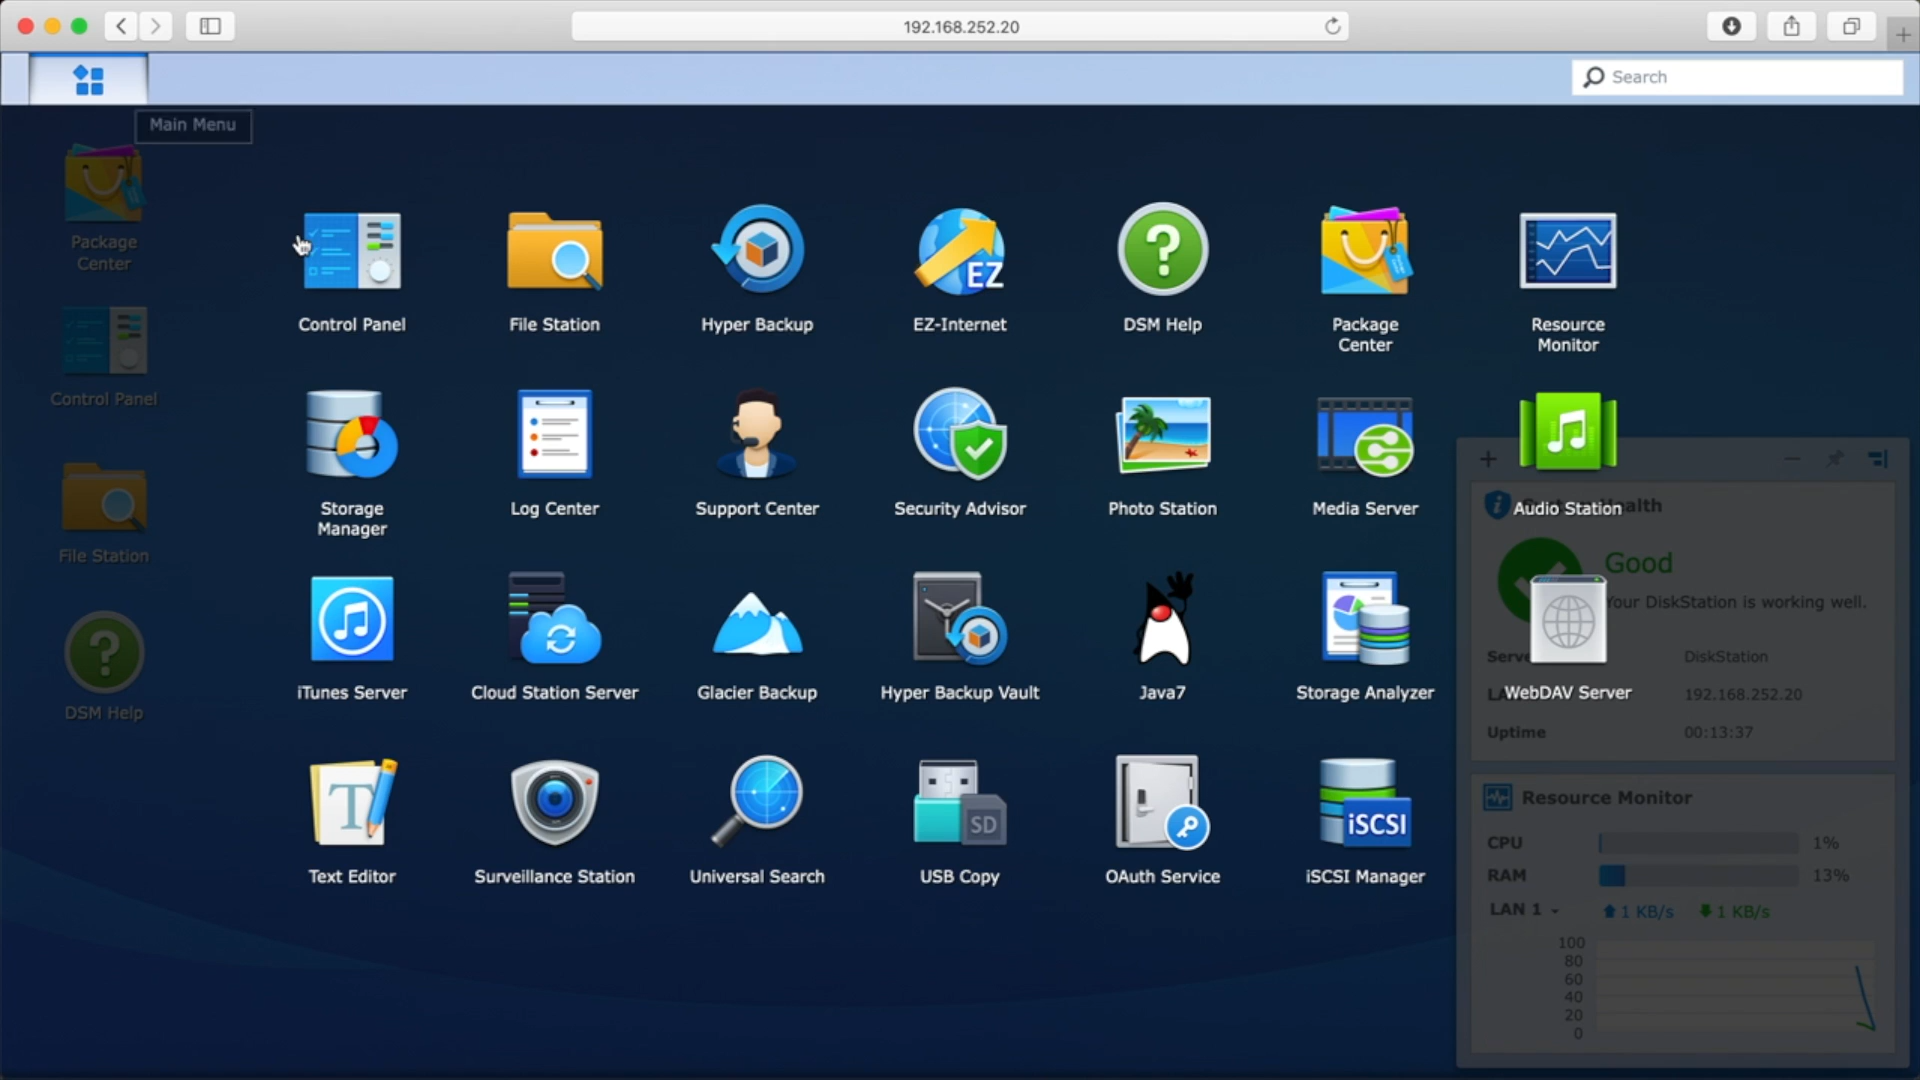 192.168.252.20
Search
Main Menu
Package
Center
Control Panel
File Station
DSM Help
Control Panel
File Station
Hyper Backup
EZ
EZ-Internet
DSM Help
Package
Center
Resource
Monitor
Storage
Manager
Log Center
Support Center
Security Advisor
Photo Station
Media Server
Audio Station
iTunes Server
Cloud Station Server
Glacier Backup
Hyper Backup Vault
Java7
Storage Analyzer
WebDAV Server
T
Text Editor
Surveillance Station
Universal Search
SD
USB Copy
OAuth Service
iSCSI
iSCSI Manager
Health
Good
Your DiskStation is working well.
DiskStation
192.168.252.20
Uptime 00:13:37
Resource Monitor
CPU 1%
RAM 13%
LAN 1 1 KB/s 1 KB/s
100
80
60
40
20
0